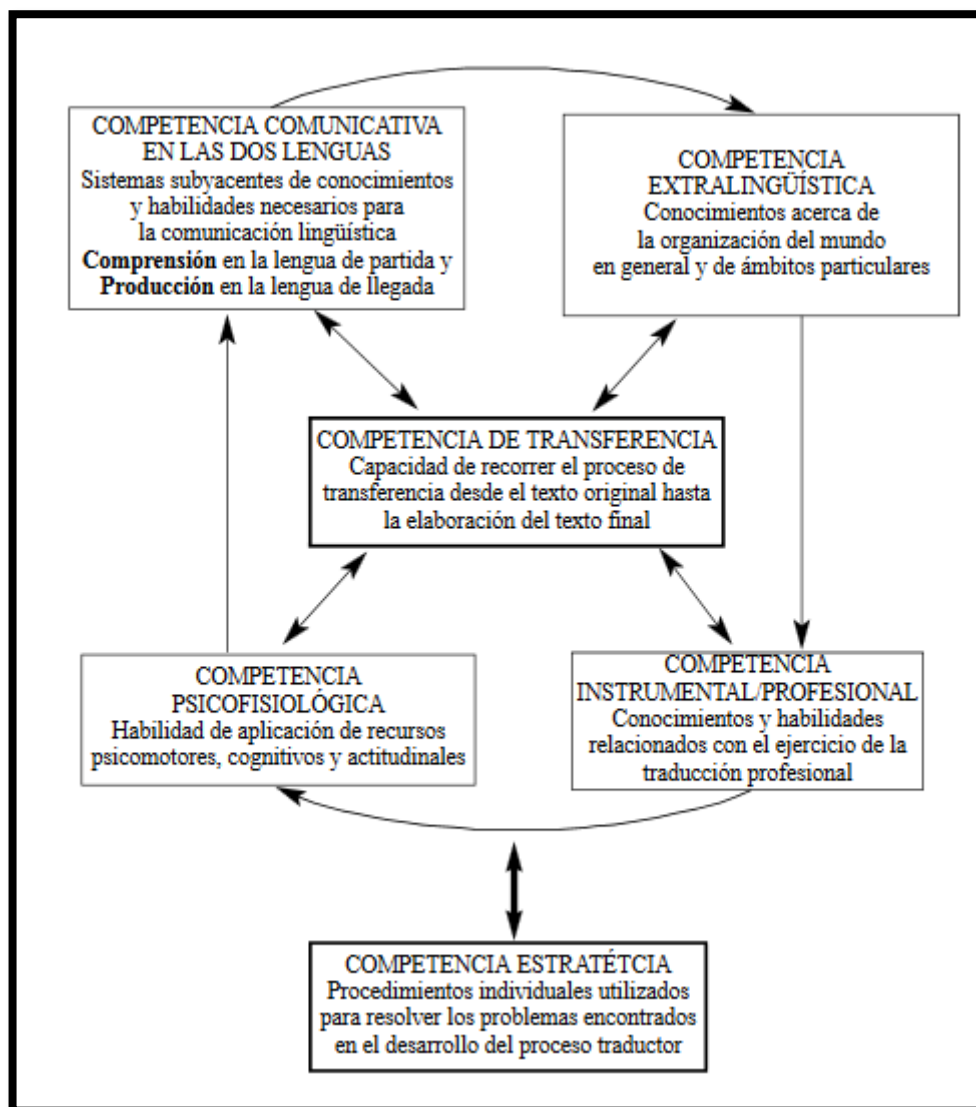 COMPETENCIA COMUNICATIVA
EN LAS DOS LENGUAS
Sistemas subyacentes de conocimientos
y habilidades necesarios para
la comunicación lingüística
Comprensión en la lengua de partida y
Producción en la lengua de llegada
COMPETENCIA
EXTRALINGÜÍSTICA
Conocimientos acerca de
la organización del mundo
en general y de ámbitos particulares
COMPETENCIA DE TRANSFERENCIA
Capacidad de recorrer el proceso de
transferencia desde el texto original hasta
la elaboración del texto final
COMPETENCIA
PSICOFISIOLÓGICA
Habilidad de aplicación de recursos
psicomotores, cognitivos y actitudinales
COMPETENCIA
INSTRUMENTAL/PROFESIONAL
Conocimientos y habilidades
relacionados con el ejercicio de la
traducción profesional
COMPETENCIA ESTRATÉTCIA
Procedimientos individuales utilizados
para resolver los problemas encontrados
en el desarrollo del proceso traductor